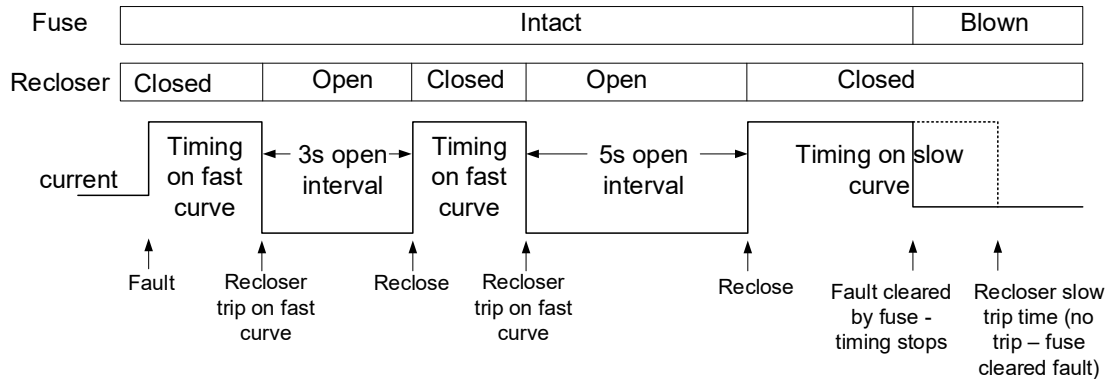 Fuse
Intact
Blown
Recloser
Closed
Open
Closed
Open
Closed
current
Timing
on fast
curve
3s open
interval
Timing
on fast
curve
5s open
interval
Timing on slow
curve
Fault
Recloser
trip on fast
curve
Reclose
Recloser
trip on fast
curve
Reclose
Fault cleared
by fuse -
timing stops
Recloser slow
trip time (no
trip – fuse
cleared fault)